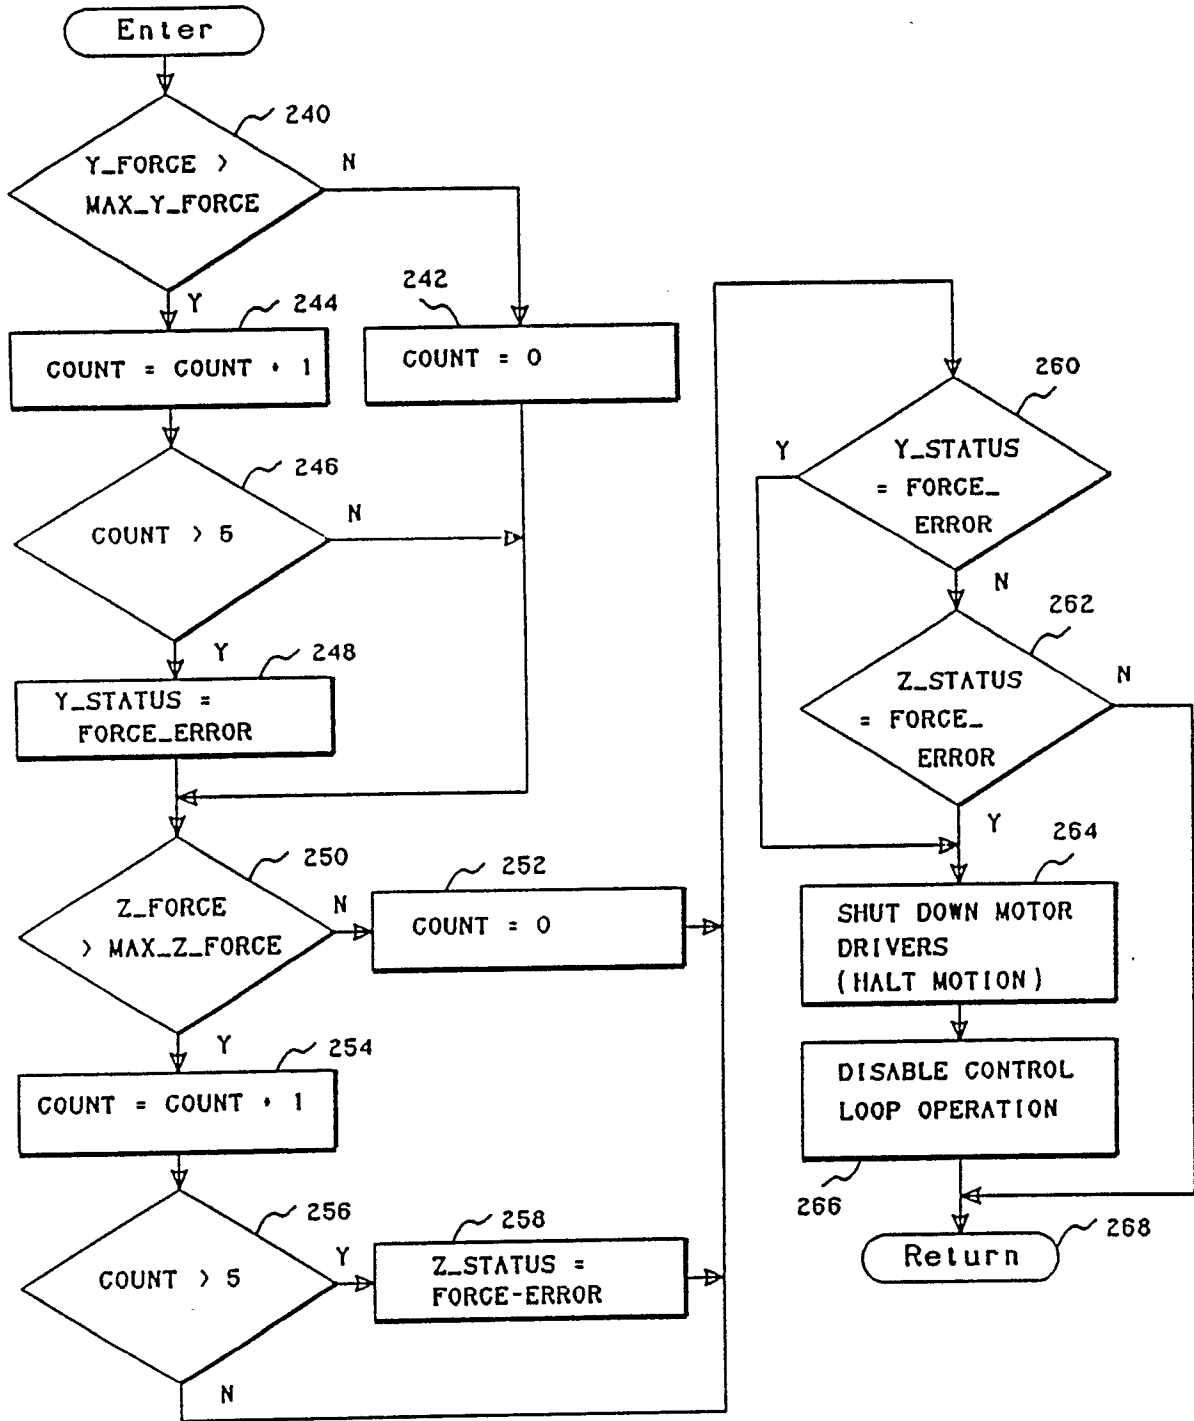 Enter
240
Y_FORCE >
MAX_Y_FORCE
N
Y
244
COUNT = COUNT + 1
242
COUNT = 0
246
COUNT > 5
N
Y
248
Y_STATUS =
FORCE_ERROR
250
Z_FORCE
> MAX_Z_FORCE
N
252
COUNT = 0
Y
254
COUNT = COUNT + 1
256
COUNT > 5
Y
258
Z_STATUS =
FORCE-ERROR
N
260
Y
Y_STATUS
= FORCE_
ERROR
N
262
Z_STATUS
= FORCE_
ERROR
N
Y
264
SHUT DOWN MOTOR
DRIVERS
(HALT MOTION)
DISABLE CONTROL
LOOP OPERATION
266
Return
268